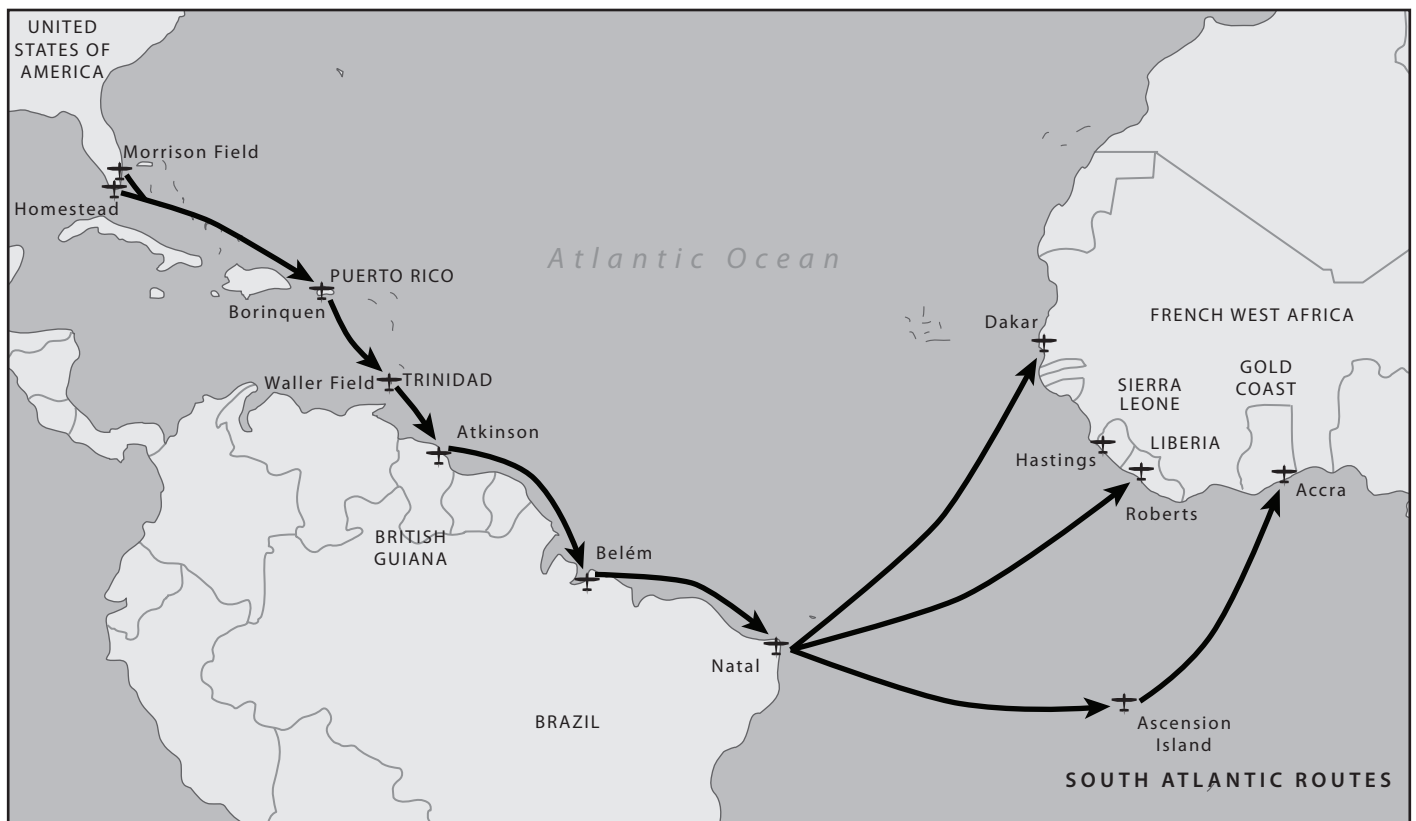 UNITED
STATES OF
AMERICA
Morrison Field
Homestead
Atlantic Ocean
PUERTO RICO
Borinquen
Dakar
FRENCH WEST AFRICA
Waller Field
TRINIDAD
GOLD
COAST
SIERRA
LEONE
Atkinson
LIBERIA
Hastings
Accra
Roberts
BRITISH
GUIANA
Belém
Natal
BRAZIL
Ascension
Island
SOUTH ATLANTIC ROUTES